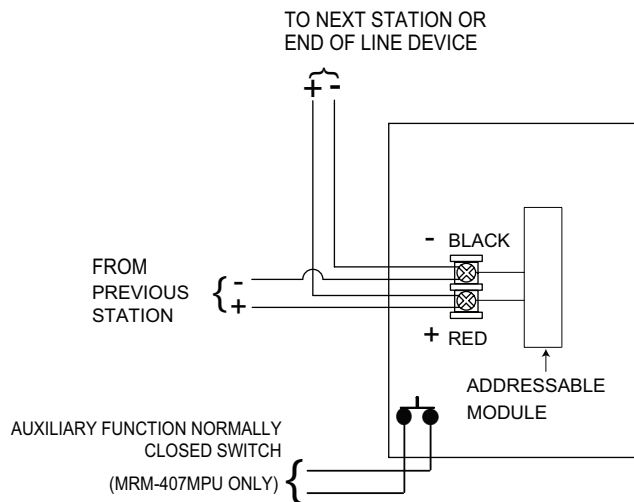 TO NEXT STATION OR
END OF LINE DEVICE
+ -
- BLACK
FROM
PREVIOUS
STATION
-
+
+ RED
ADDRESSABLE
MODULE
AUXILIARY FUNCTION NORMALLY
CLOSED SWITCH
(MRM-407MPU ONLY)